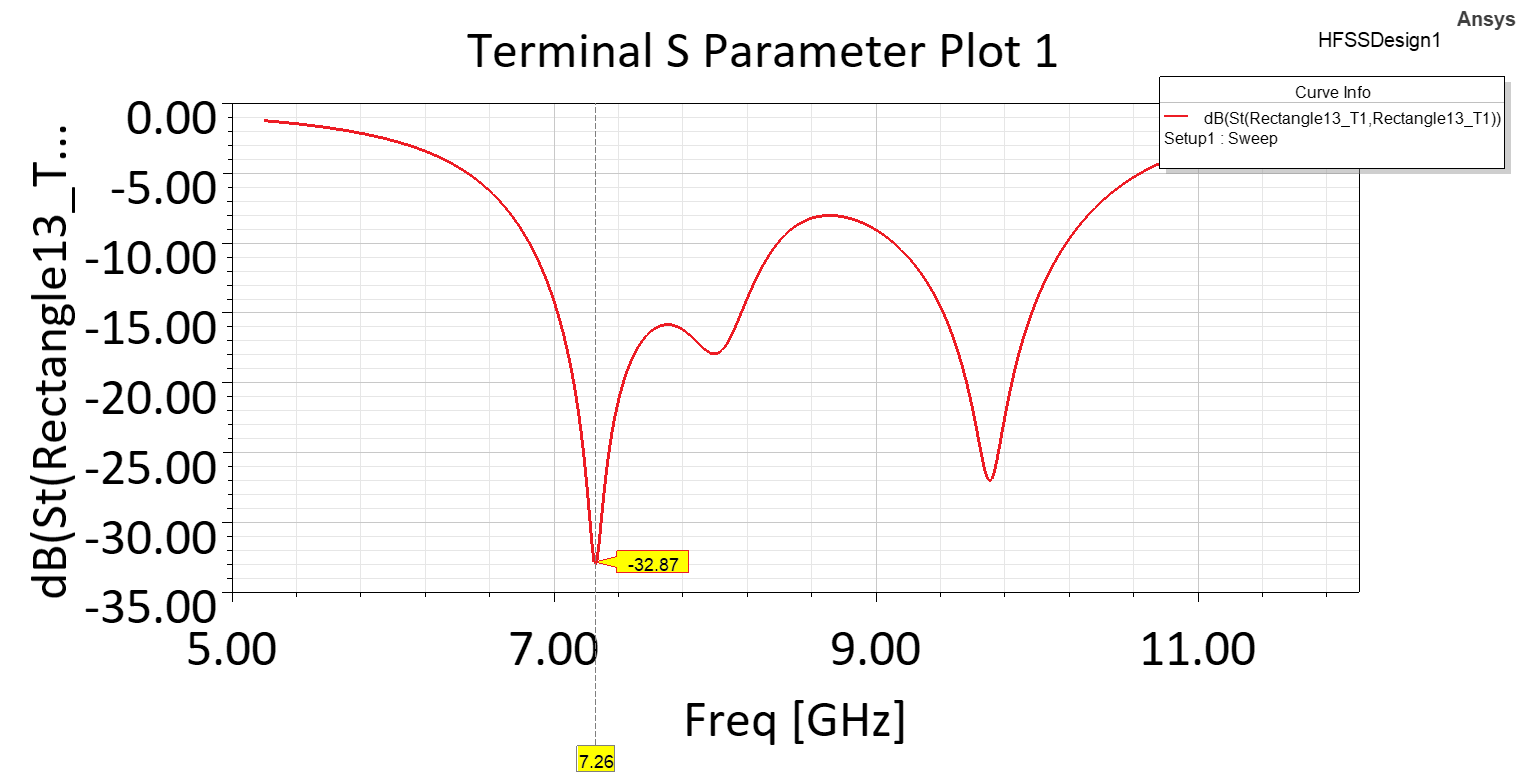 Ansys
HFSSDesign1
Terminal S Parameter Plot 1
Curve Info
dB(St(Rectangle13_T1,Rectangle13_T1))
Setup1 : Sweep
dB(St(Rectangle13_T...
0.00
-5.00
-10.00
-15.00
-20.00
-25.00
-30.00
-35.00
-32.87
5.00 7.00 9.00 11.00
Freq [GHz]
7.26